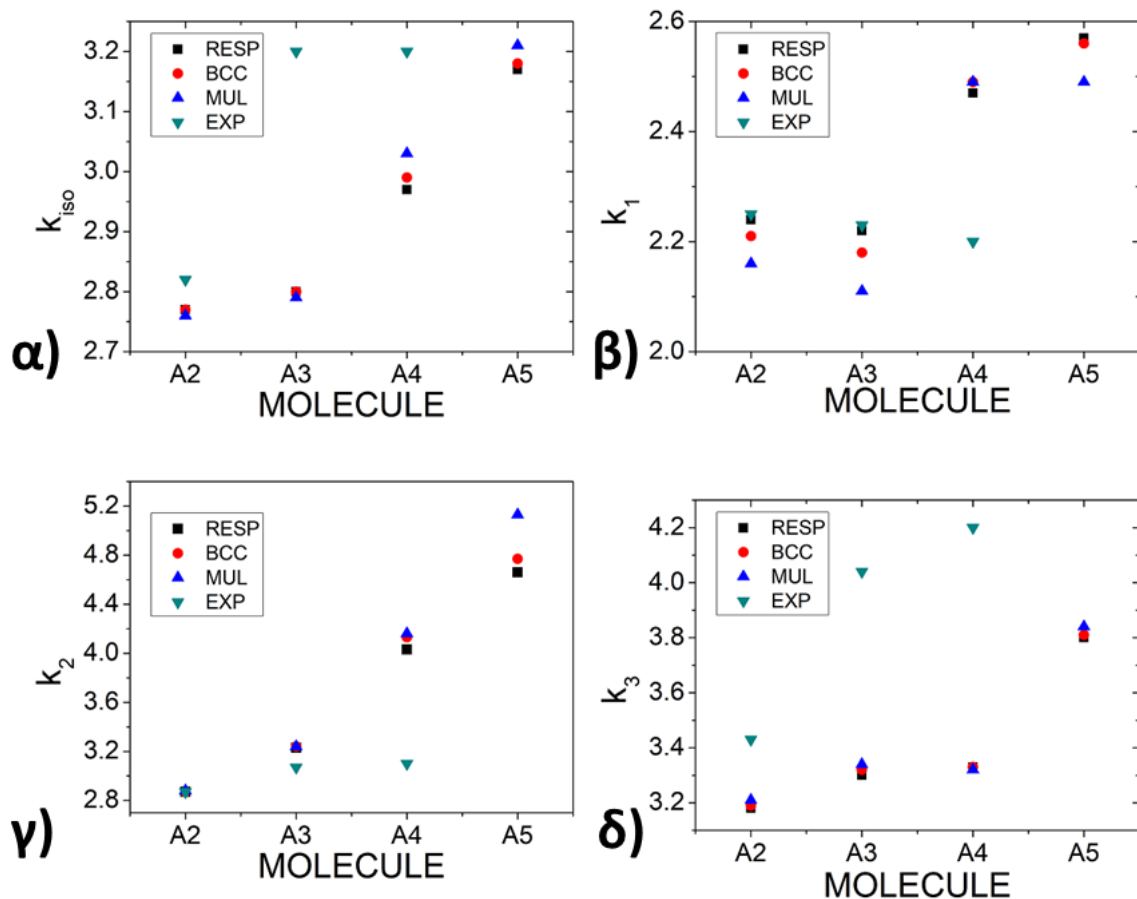 α)
k_iso
3.2
3.1
3.0
2.9
2.8
2.7
RESP
BCC
MUL
EXP
A2 A3 A4 A5
MOLECULE
β)
k_1
2.6
2.4
2.2
2.0
RESP
BCC
MUL
EXP
A2 A3 A4 A5
MOLECULE
γ)
k_2
5.2
4.8
4.4
4.0
3.6
3.2
2.8
RESP
BCC
MUL
EXP
A2 A3 A4 A5
MOLECULE
δ)
k_3
4.2
4.0
3.8
3.6
3.4
3.2
RESP
BCC
MUL
EXP
A2 A3 A4 A5
MOLECULE